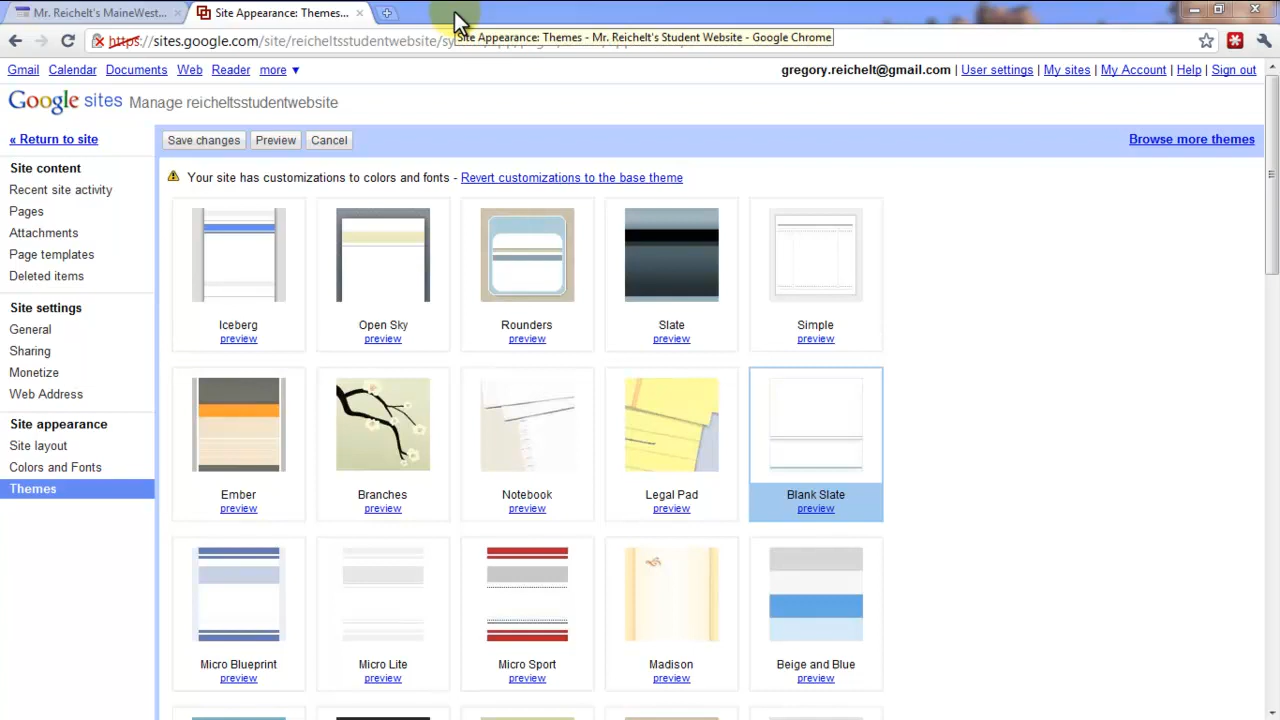 Mr. Reichelt's MaineWest...
Site Appearance: Themes...
https://sites.google.com/site/reicheltsstudentwebsite/sy
Site Appearance: Themes - Mr. Reichelt's Student Website - Google Chrome
Gmail Calendar Documents Web Reader more ▼
gregory.reichelt@gmail.com | User settings | My sites | My Account | Help | Sign out
Google sites Manage reicheltsstudentwebsite
« Return to site
Save changes Preview Cancel
Browse more themes
Site content
Recent site activity
Pages
Attachments
Page templates
Deleted items
Site settings
General
Sharing
Monetize
Web Address
Site appearance
Site layout
Colors and Fonts
Themes
Your site has customizations to colors and fonts - Revert customizations to the base theme
Iceberg Open Sky Rounders Slate Simple
preview preview preview preview preview
Ember Branches Notebook Legal Pad Blank Slate
preview preview preview preview preview
Micro Blueprint Micro Lite Micro Sport Madison Beige and Blue
preview preview preview preview preview